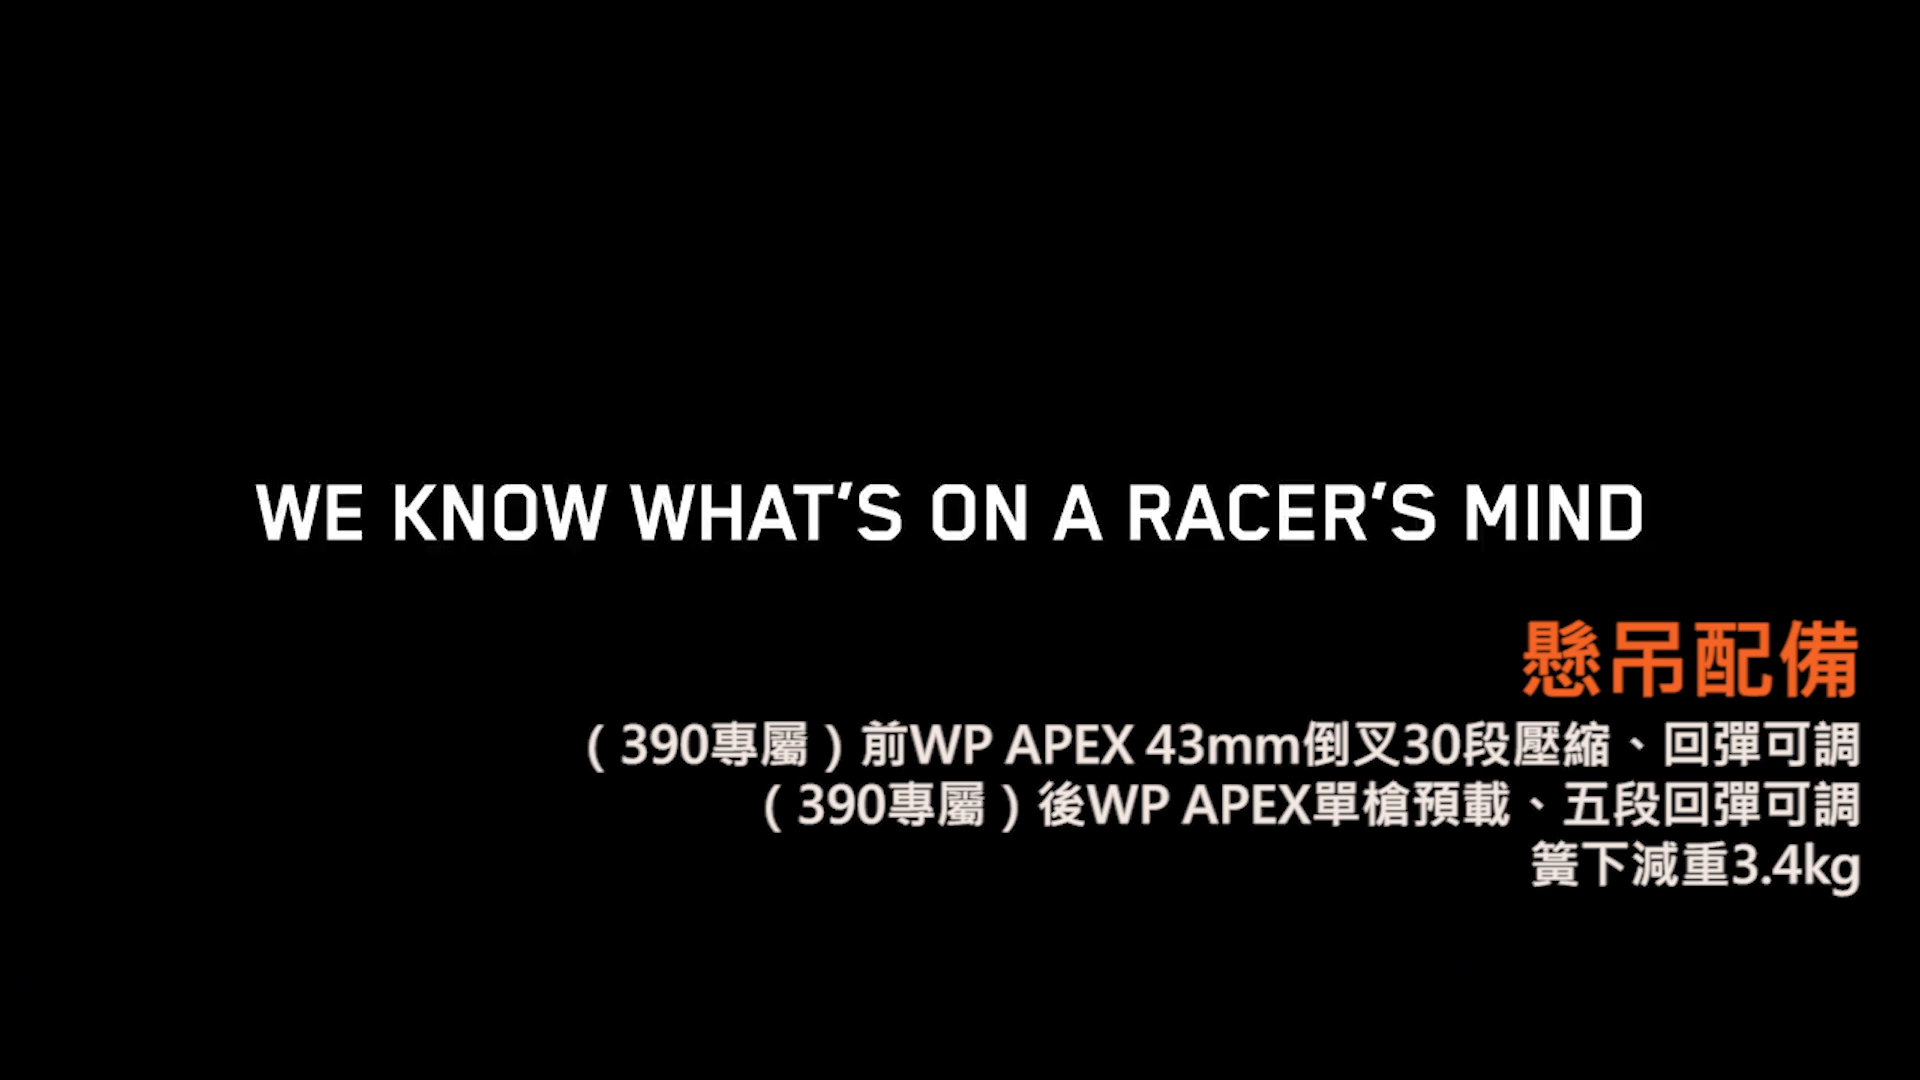 WE KNOW WHAT’S ON A RACER’S MIND
懸吊配備
（390專屬）前WP APEX 43mm倒叉30段壓縮、回彈可調
（390專屬）後WP APEX單槍預載、五段回彈可調
簧下減重3.4kg